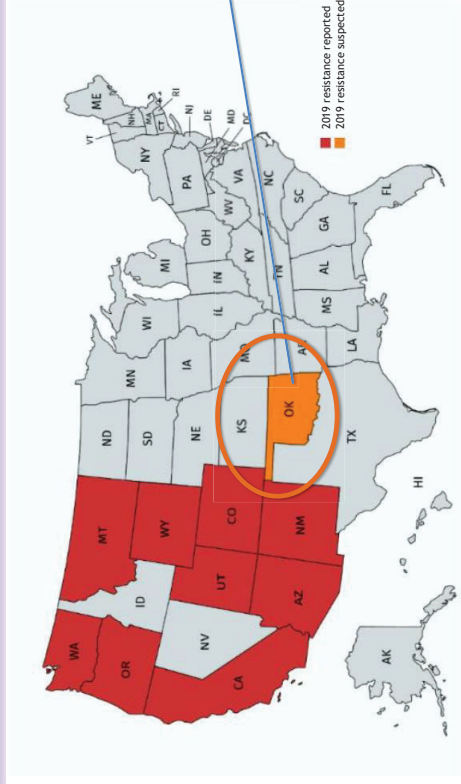 WA
OR
CA
NV
ID
MT
WY
UT
AZ
CO
NM
ND
SD
NE
KS
OK
TX
MN
IA
MO
AR
LA
WI
iL
MI
iN
OH
KY
TN
MS
AL
GA
FL
SC
NC
VA
WV
PA
NY
VT
NH
ME
MA
CT
RI
NJ
DE
MD
DC
AK
HI
2019 resistance reported
2019 resistance suspected